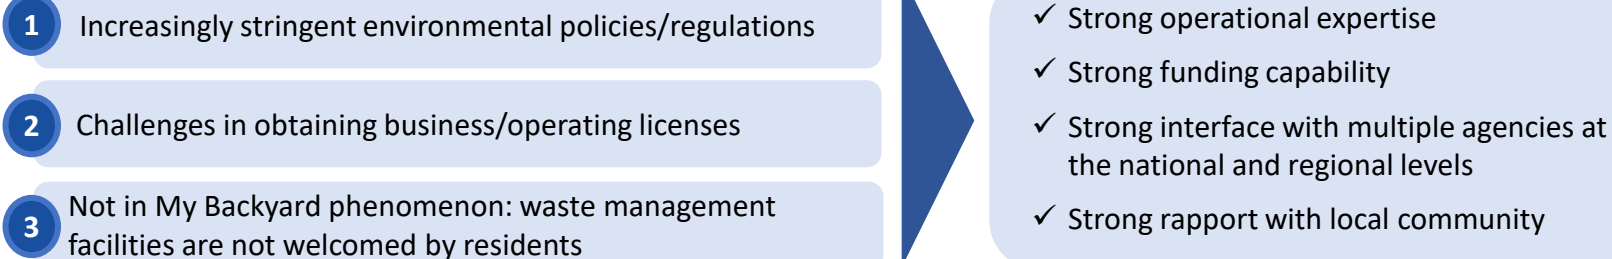 1
Increasingly stringent environmental policies/regulations
2
Challenges in obtaining business/operating licenses
3
Not in My Backyard phenomenon: waste management
facilities are not welcomed by residents
✓ Strong operational expertise
✓ Strong funding capability
✓ Strong interface with multiple agencies at
the national and regional levels
✓ Strong rapport with local community